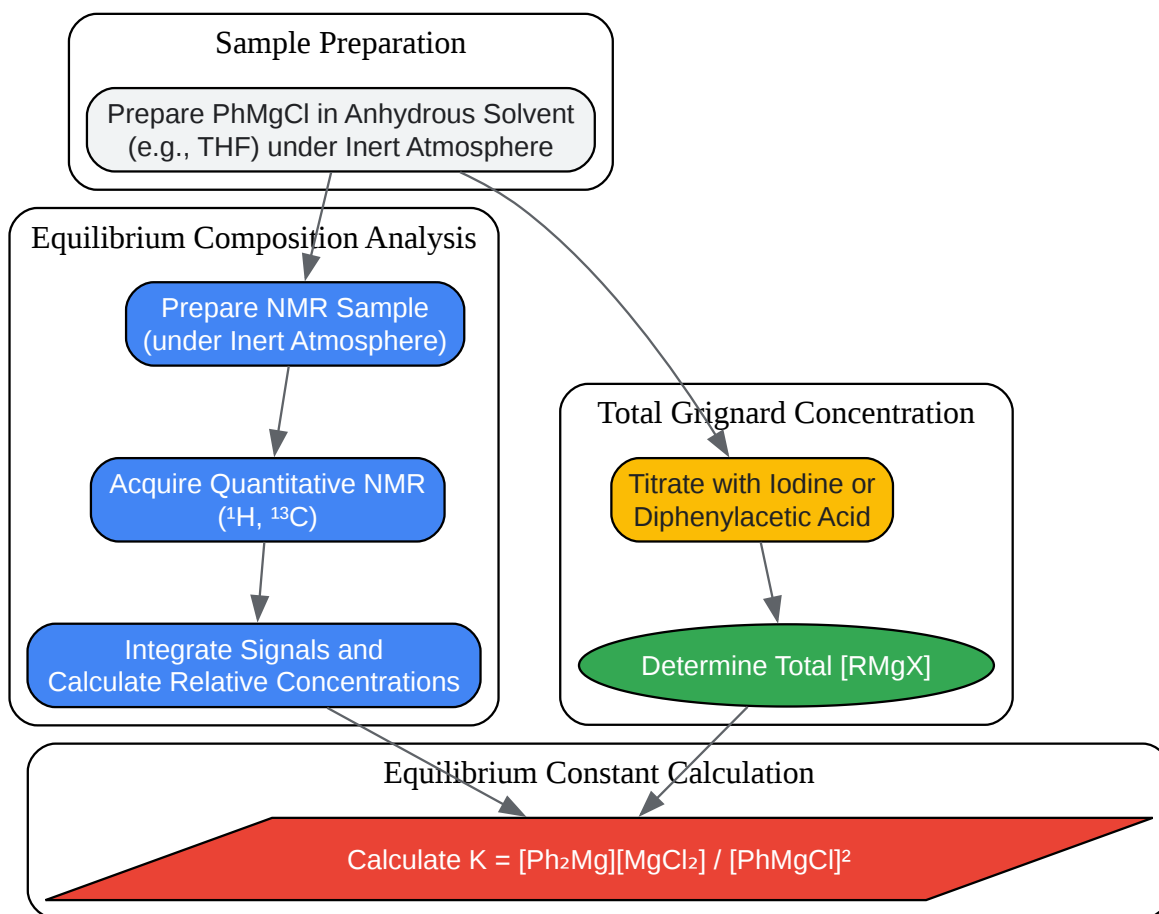 Sample Preparation
Prepare PhMgCl in Anhydrous Solvent
(e.g., THF) under Inert Atmosphere
Equilibrium Composition Analysis
Prepare NMR Sample
(under Inert Atmosphere)
Acquire Quantitative NMR
(¹H, ¹³C)
Integrate Signals and
Calculate Relative Concentrations
Total Grignard Concentration
Titrate with Iodine or
Diphenylacetic Acid
Determine Total [RMgX]
Equilibrium Constant Calculation
Calculate K = [Ph₂Mg][MgCl₂] / [PhMgCl]²